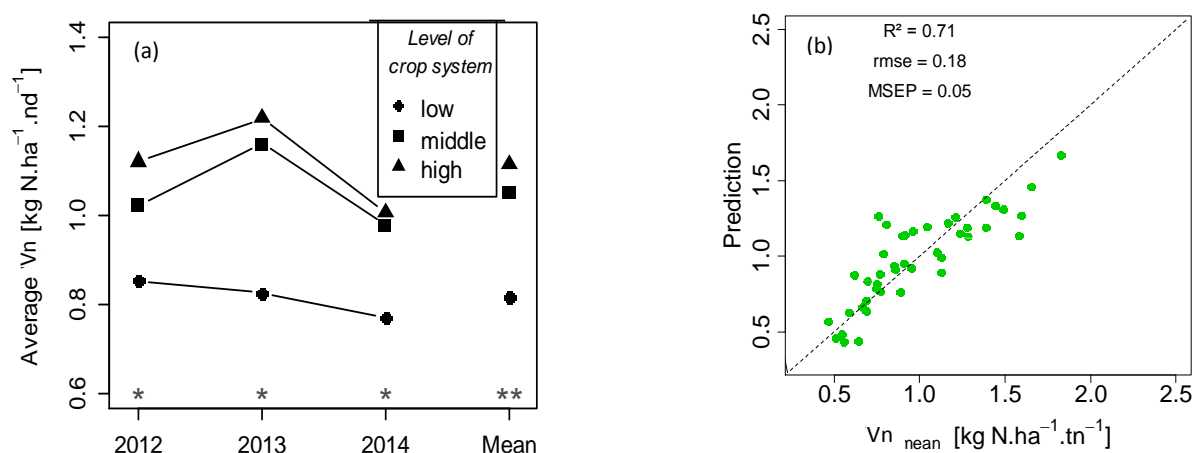 (a)
Average Vn [kg N.ha⁻¹.nd⁻¹]
1.4
1.2
1.0
0.8
0.6
Level of
crop system
low
middle
high
* * * **
2012 2013 2014 Mean
(b)
R² = 0.71
rmse = 0.18
MSEP = 0.05
Prediction
2.5
2.0
1.5
1.0
0.5
0.5 1.0 1.5 2.0 2.5
Vn nean [kg N.ha⁻¹.tn⁻¹]